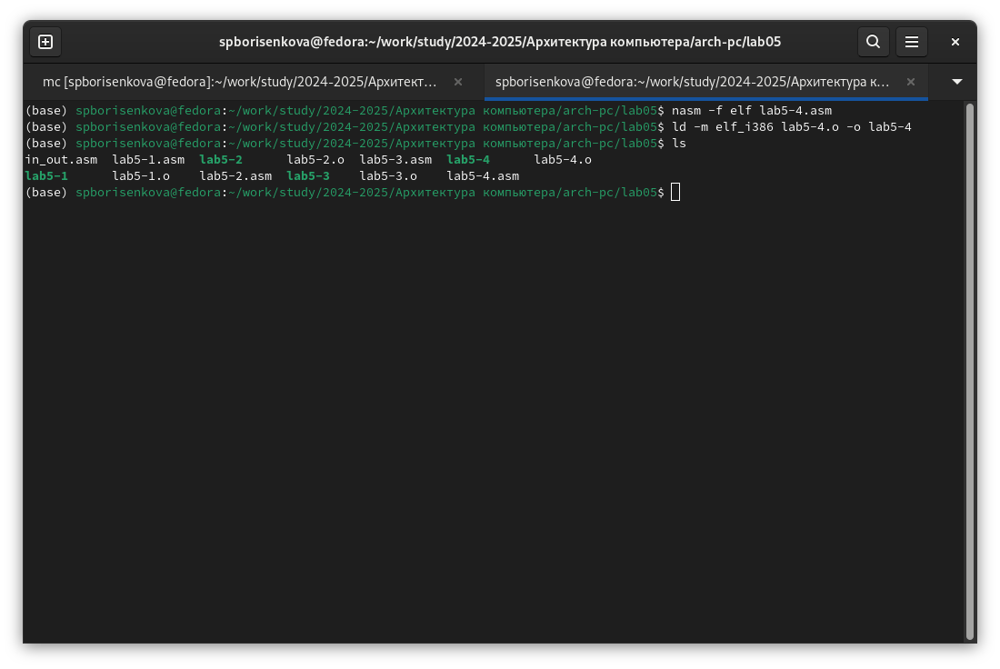 spborisenkova@fedora:~/work/study/2024-2025/Архитектура компьютера/arch-pc/lab05
mc [spborisenkova@fedora]:~/work/study/2024-2025/Архитект... spborisenkova@fedora:~/work/study/2024-2025/Архитектура к...
(base) spborisenkova@fedora:~/work/study/2024-2025/Архитектура компьютера/arch-pc/lab05$ nasm -f elf lab5-4.asm
(base) spborisenkova@fedora:~/work/study/2024-2025/Архитектура компьютера/arch-pc/lab05$ ld -m elf_i386 lab5-4.o -o lab5-4
(base) spborisenkova@fedora:~/work/study/2024-2025/Архитектура компьютера/arch-pc/lab05$ ls
in_out.asm  lab5-1.asm  lab5-2      lab5-2.o  lab5-3.asm  lab5-4      lab5-4.o
lab5-1      lab5-1.o    lab5-2.asm  lab5-3    lab5-3.o    lab5-4.asm
(base) spborisenkova@fedora:~/work/study/2024-2025/Архитектура компьютера/arch-pc/lab05$